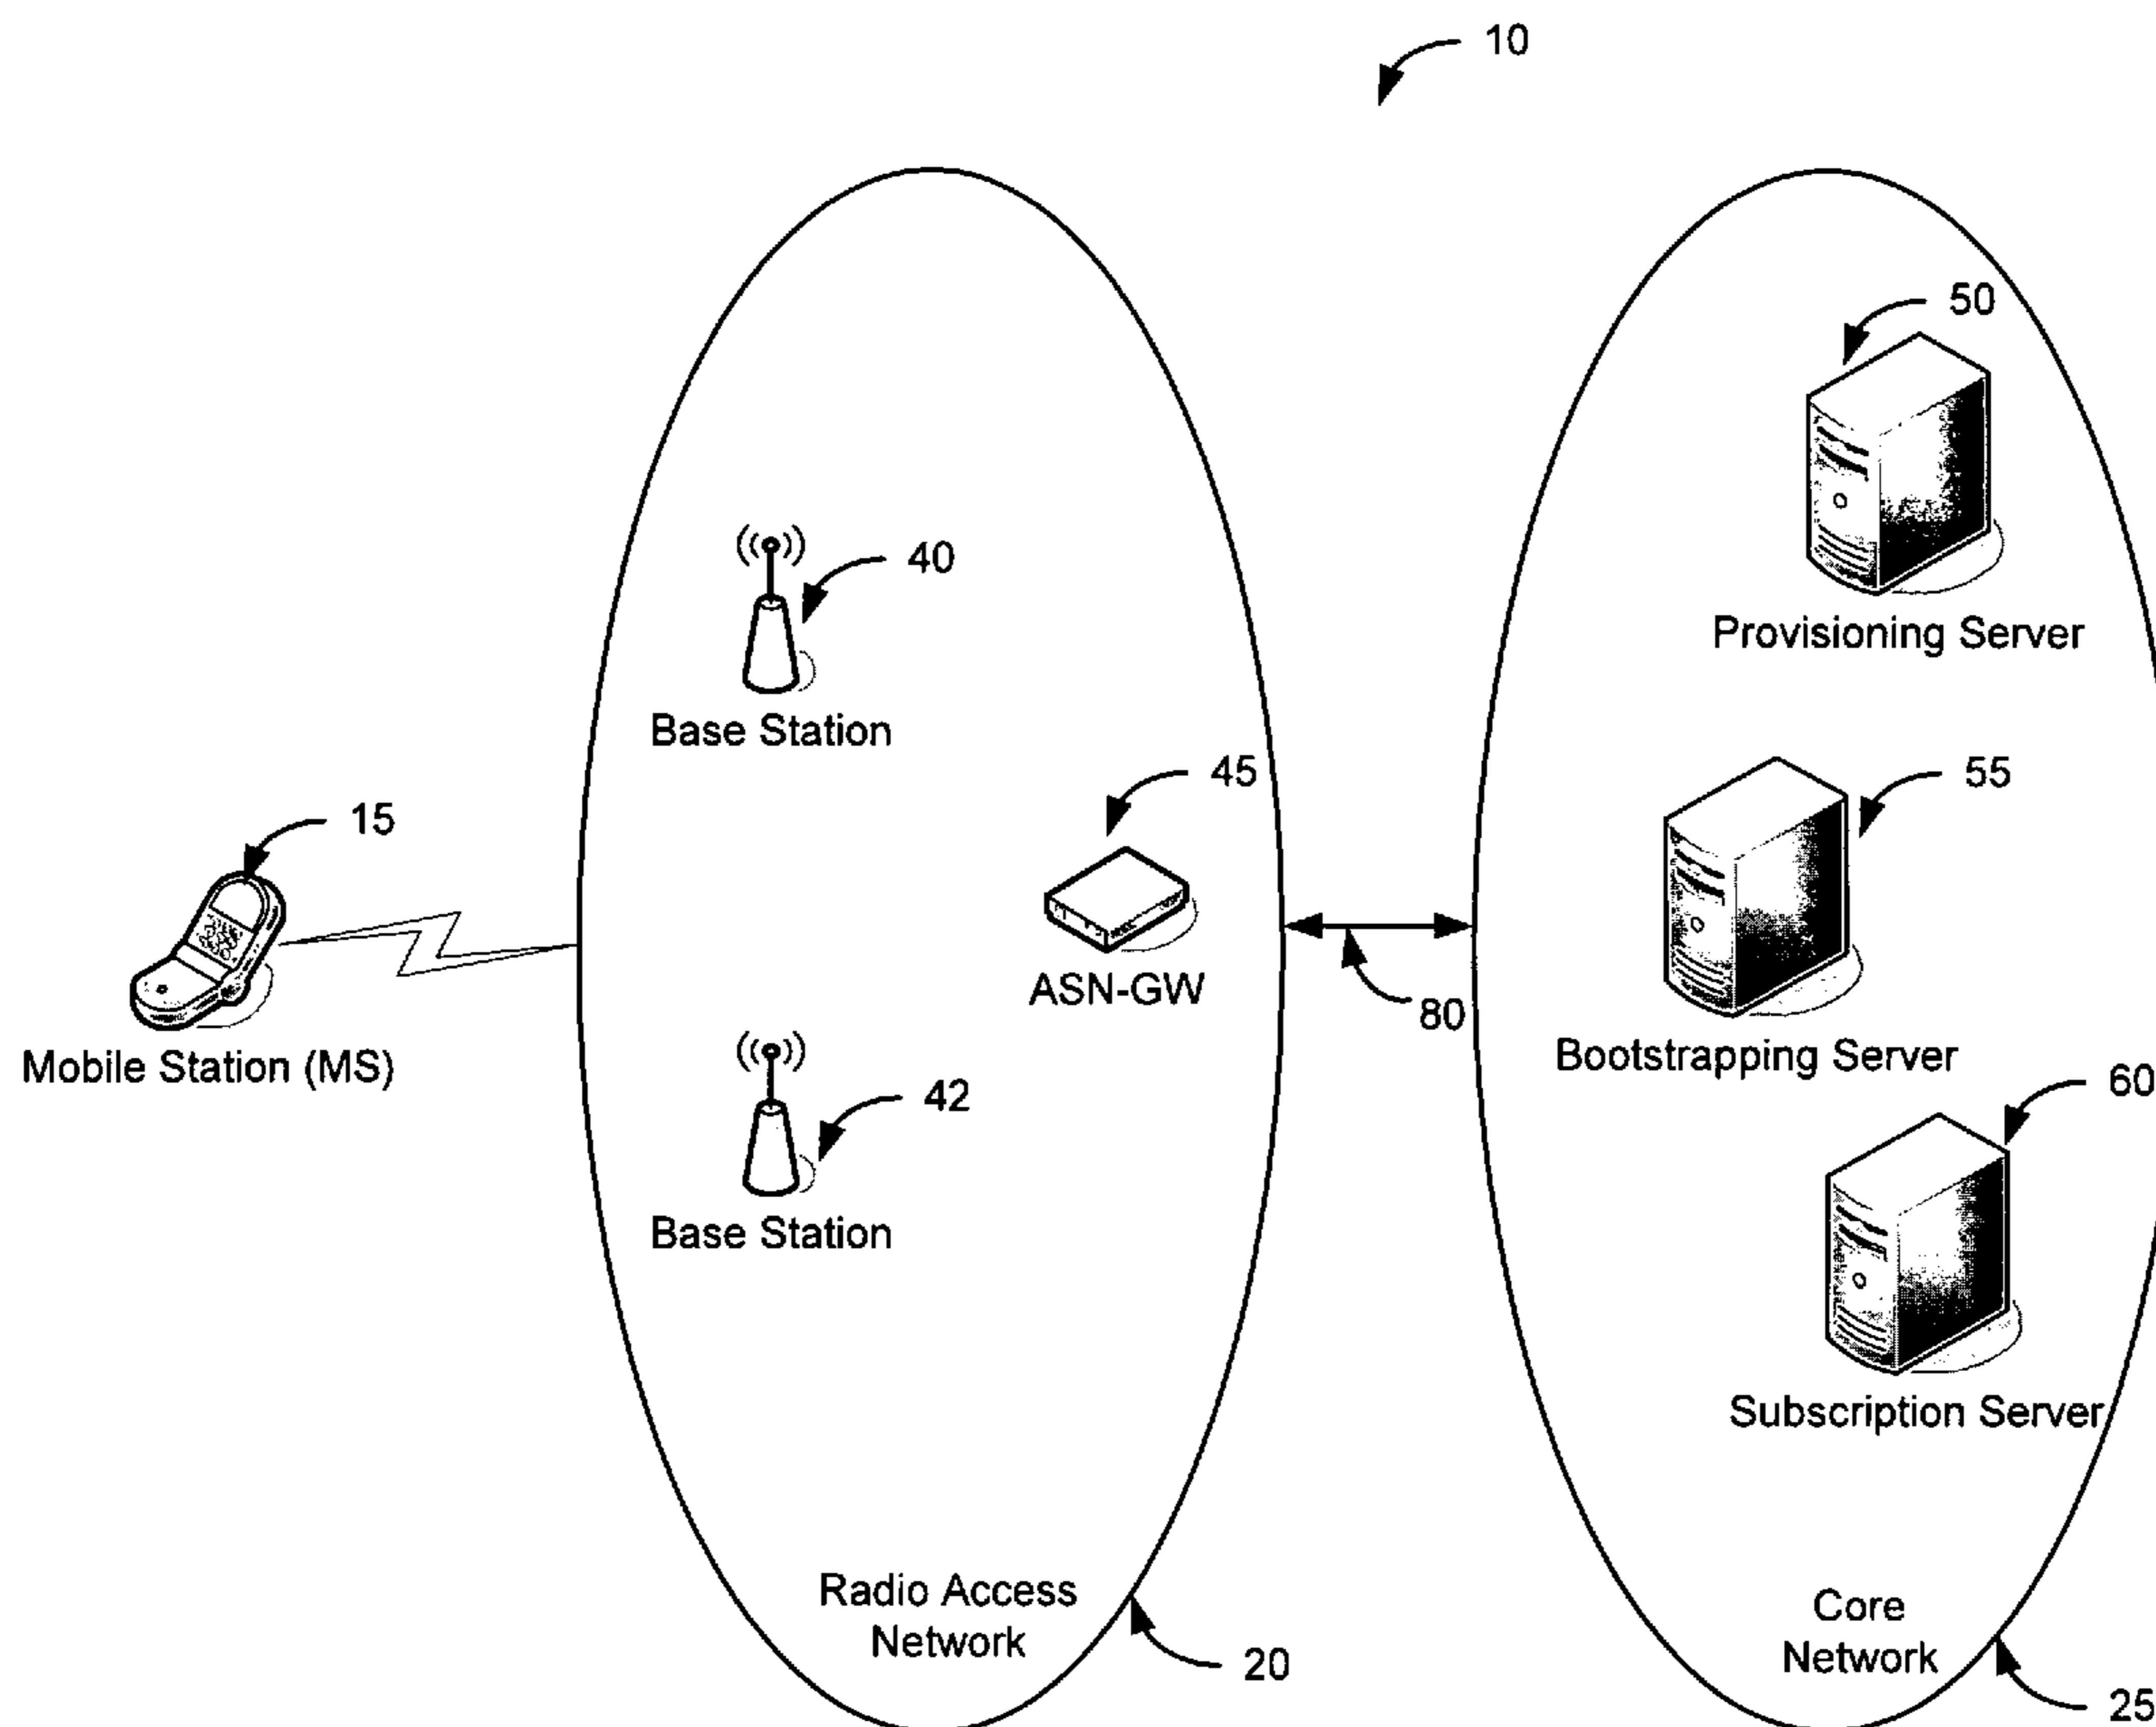 10
50
Provisioning Server
40
Base Station
45
ASN-GW
55
Bootstrapping Server
15
Mobile Station (MS)
80
42
Base Station
60
Subscription Server
Radio Access
Network
20
Core
Network
25